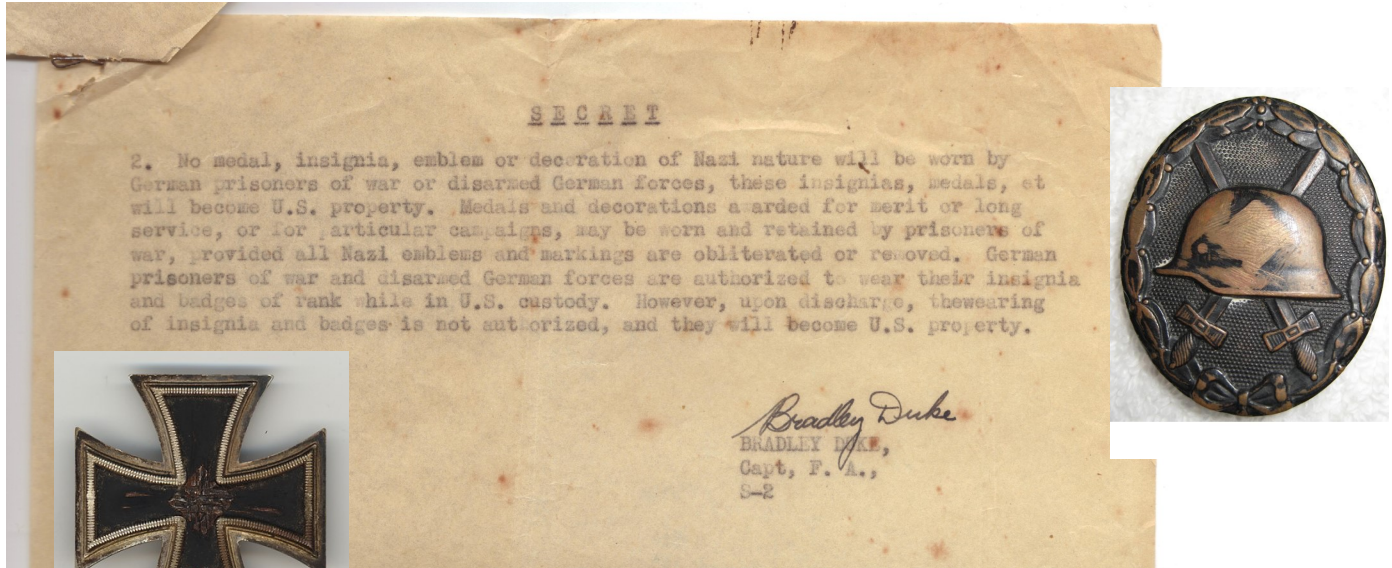 SECRET
2. No medal, insignia, emblem or decoration of Nazi nature will be worn by
German prisoners of war or disarmed German forces, these insignias, medals, et
will become U.S. property. Medals and decorations awarded for merit or long
service, or for particular campaigns, may be worn and retained by prisoners of
war, provided all Nazi emblems and markings are obliterated or removed. German
prisoners of war and disarmed German forces are authorized to wear their insignia
and badges of rank while in U.S. custody. However, upon discharge, thewearing
of insignia and badges is not authorized, and they will become U.S. property.
Bradley Duke
BRADLEY DUKE,
Capt, F. A.,
S-2